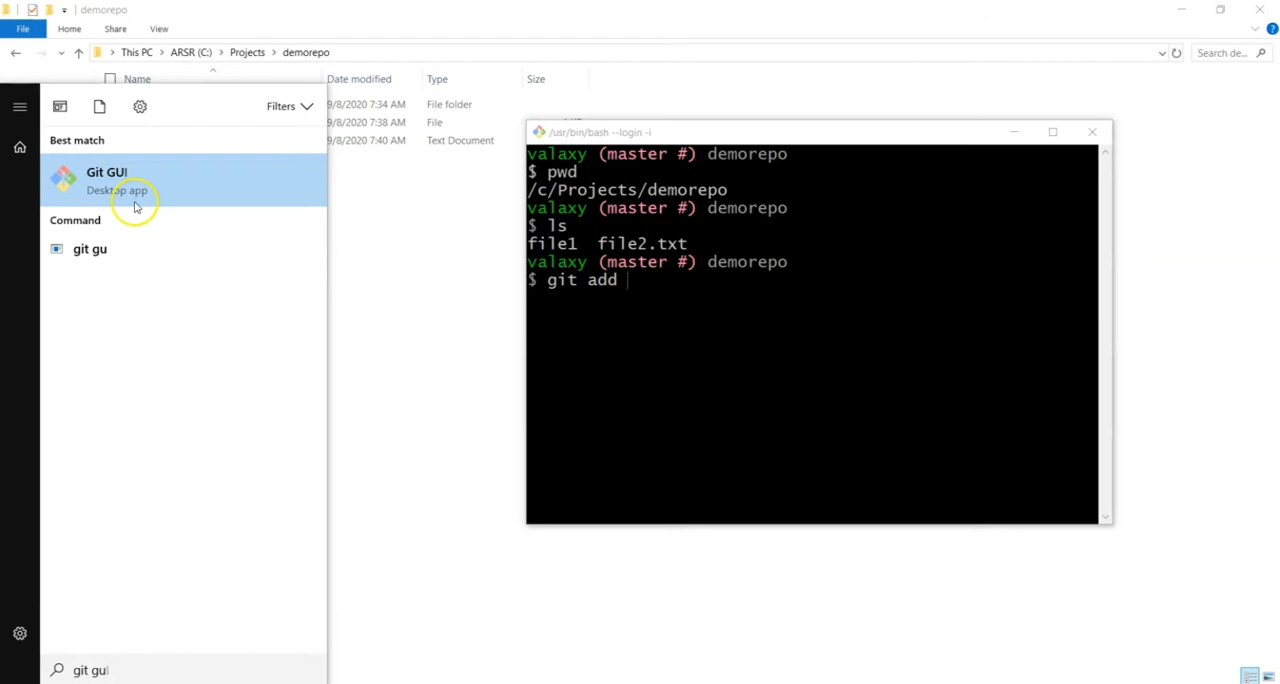 demorepo
File Home Share View
This PC > ARSR (C:) > Projects > demorepo
Search de...
Name Date modified Type Size
9/8/2020 7:34 AM File folder
9/8/2020 7:38 AM File
9/8/2020 7:40 AM Text Document
Filters
Best match
Git GUI
Desktop app
Command
git gu
git gui
/usr/bin/bash --login -i
valaxy (master #) demorepo
$ pwd
/c/Projects/demorepo
valaxy (master #) demorepo
$ ls
file1 file2.txt
valaxy (master #) demorepo
$ git add